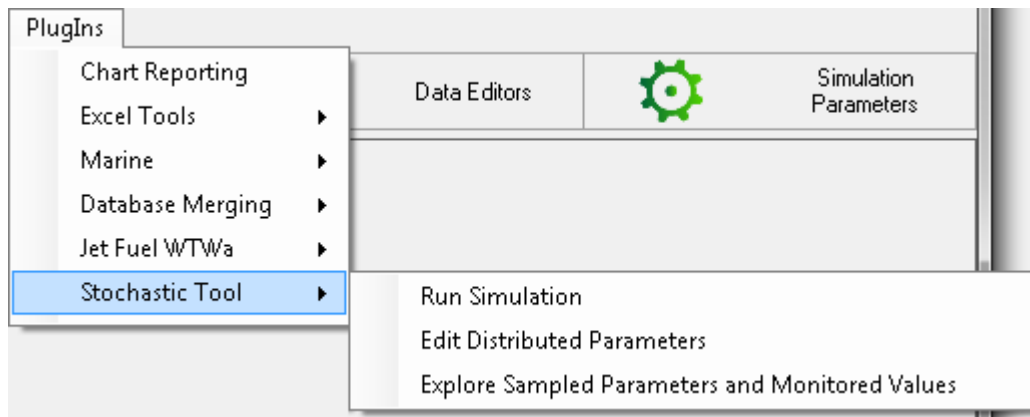 PlugIns
Chart Reporting
Excel Tools
Marine
Database Merging
Jet Fuel WTWa
Stochastic Tool
Data Editors
Simulation
Parameters
Run Simulation
Edit Distributed Parameters
Explore Sampled Parameters and Monitored Values